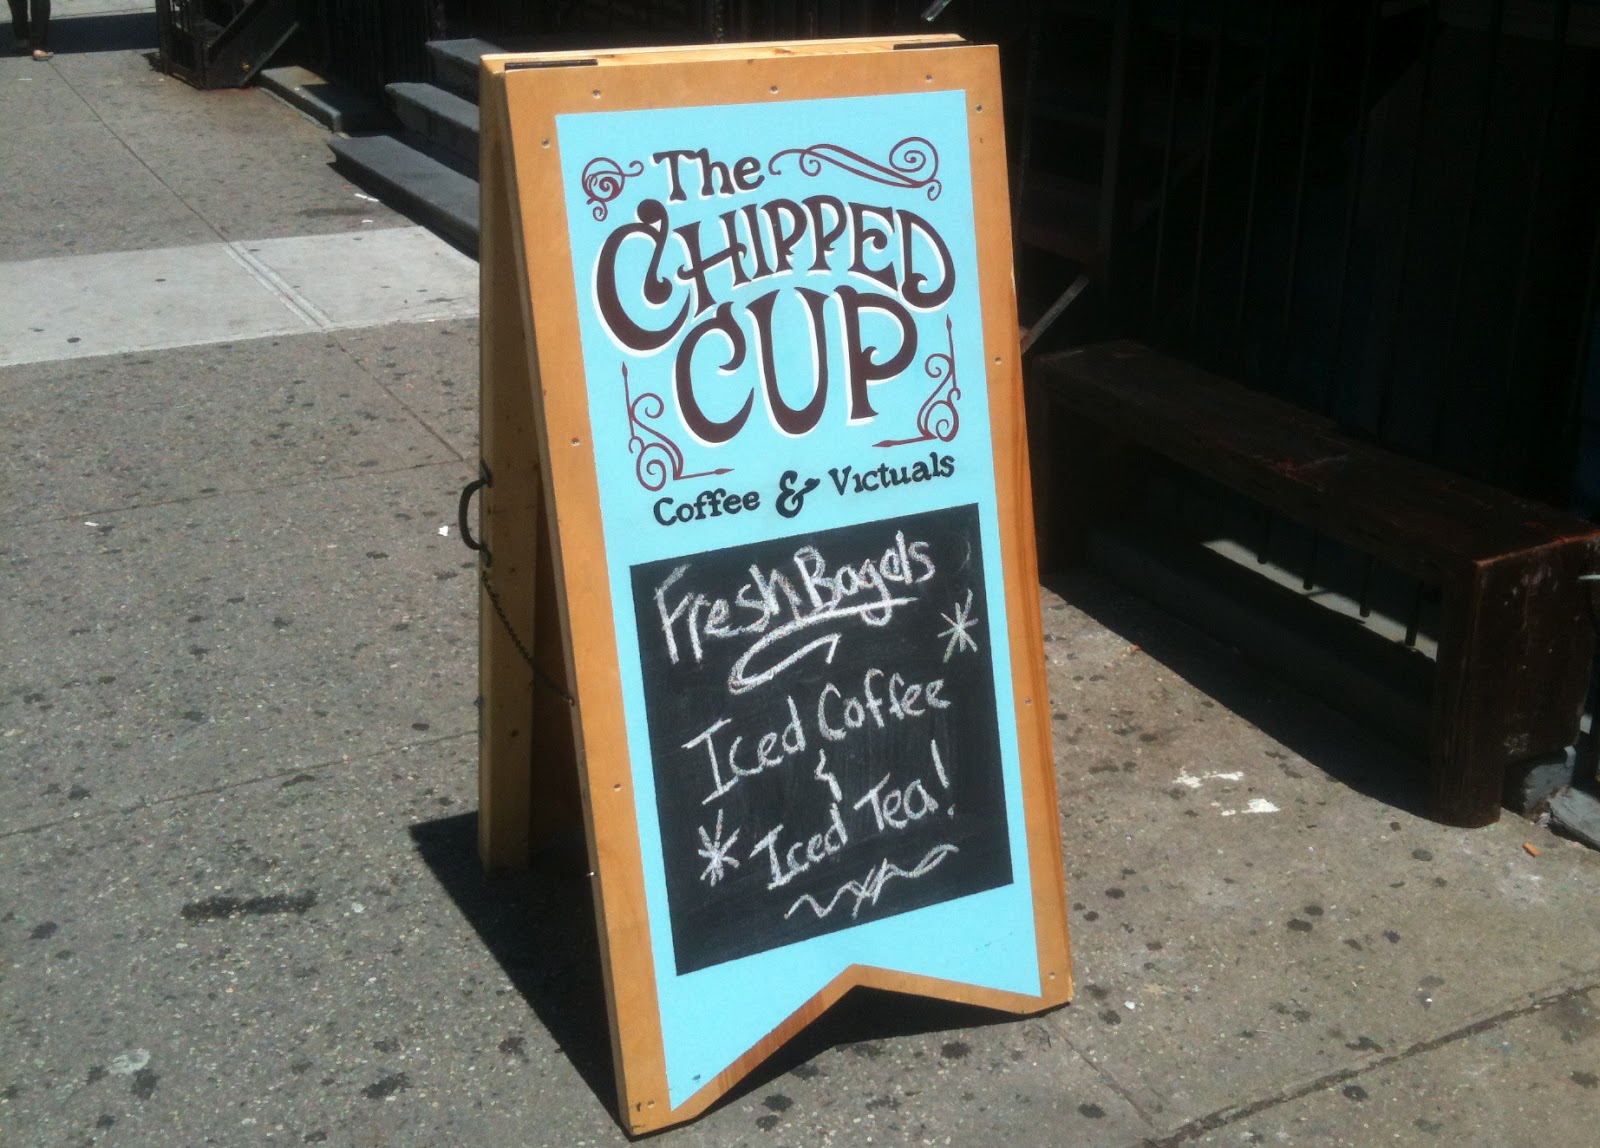 The
CHIPPED
CUP
Coffee & Victuals
Fresh Bagels
Iced Coffee
&
Iced Tea!